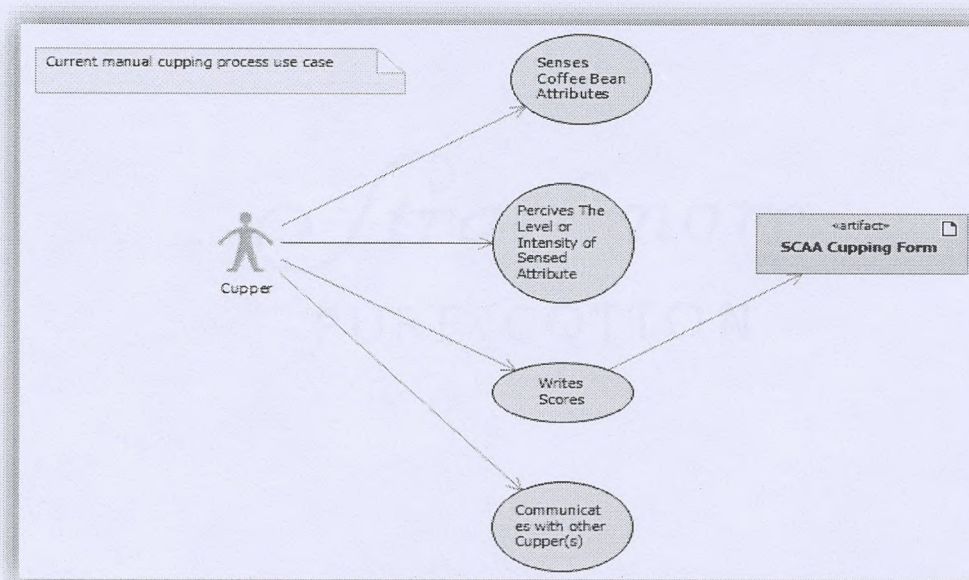 Current manual cupping process use case
Senses
Coffee Bean
Attributes
Percives The
Level or
Intensity of
Sensed
Attribute
«artifact»
SCAA Cupping Form
Cupper
Writes
Scores
Communicat
es with other
Cupper(s)